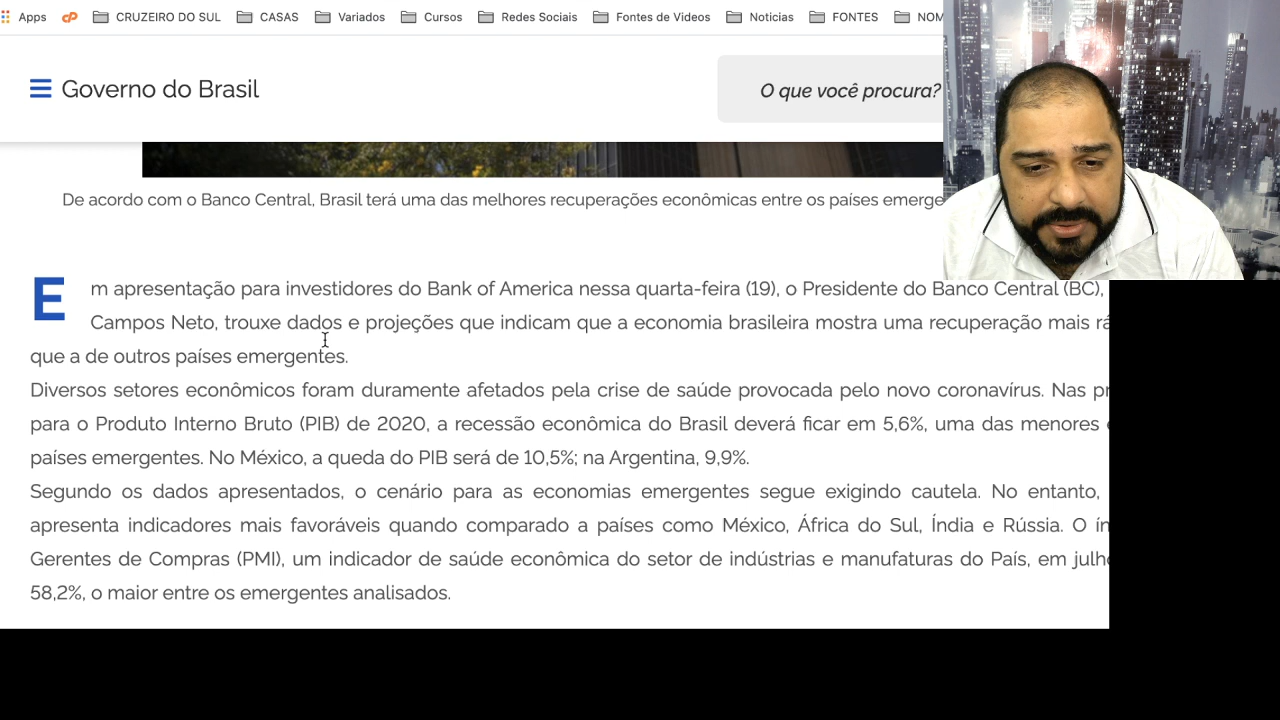 Apps CRUZEIRO DO SUL CASAS Variados Cursos Redes Sociais Fontes de Videos Noticias FONTES
Governo do Brasil
O que você procura?
De acordo com o Banco Central, Brasil terá uma das melhores recuperações econômicas entre os países
Em apresentação para investidores do Bank of America nessa quarta-feira (19), o Presidente do Banco Central (BC),
Campos Neto, trouxe dados e projeções que indicam que a economia brasileira mostra uma recuperação mais
que a de outros países emergentes.
Diversos setores econômicos foram duramente afetados pela crise de saúde provocada pelo novo coronavírus. Nas
para o Produto Interno Bruto (PIB) de 2020, a recessão econômica do Brasil deverá ficar em 5,6%, uma das menores
países emergentes. No México, a queda do PIB será de 10,5%; na Argentina, 9,9%.
Segundo os dados apresentados, o cenário para as economias emergentes segue exigindo cautela. No entanto,
apresenta indicadores mais favoráveis quando comparado a países como México, África do Sul, Índia e Rússia. O
Gerentes de Compras (PMI), um indicador de saúde econômica do setor de indústrias e manufaturas do País, em
58,2%, o maior entre os emergentes analisados.